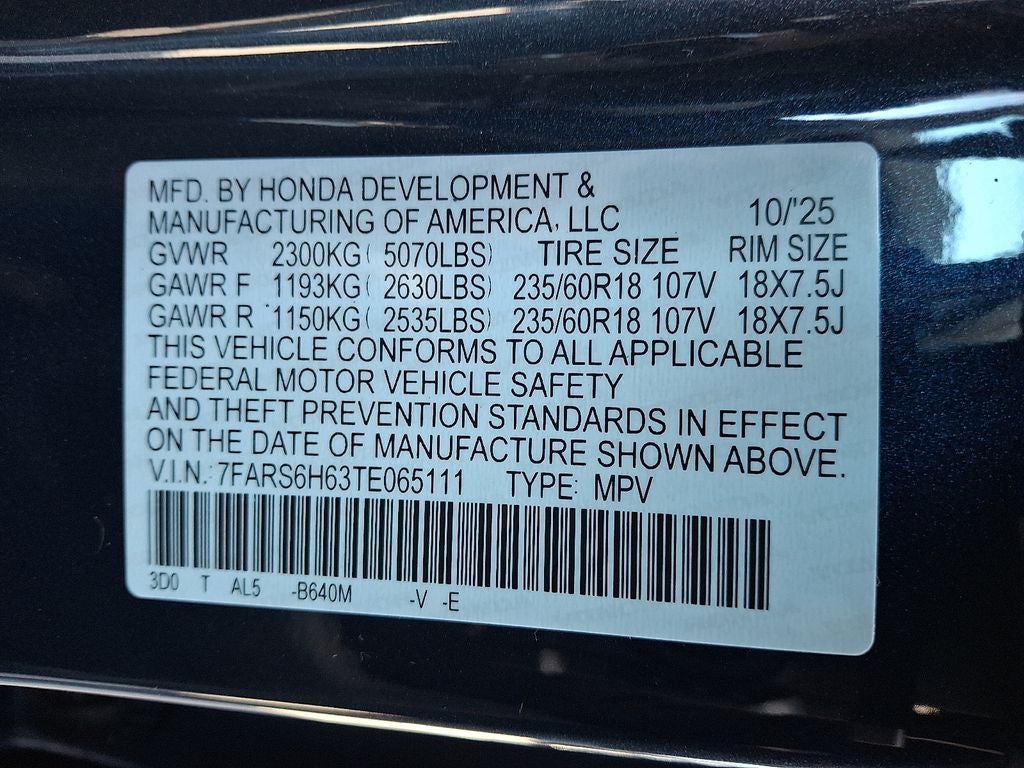 MFD. BY HONDA DEVELOPMENT &
MANUFACTURING OF AMERICA, LLC 10/'25
GVWR 2300KG( 5070LBS) TIRE SIZE RIM SIZE
GAWR F 1193KG( 2630LBS) 235/60R18 107V 18X7.5J
GAWR R 1150KG( 2535LBS) 235/60R18 107V 18X7.5J
THIS VEHICLE CONFORMS TO ALL APPLICABLE
FEDERAL MOTOR VEHICLE SAFETY
AND THEFT PREVENTION STANDARDS IN EFFECT
ON THE DATE OF MANUFACTURE SHOWN ABOVE.
V.I.N.: 7FARS6H63TE065111 TYPE: MPV
3D0 T AL5 -B640M -V -E